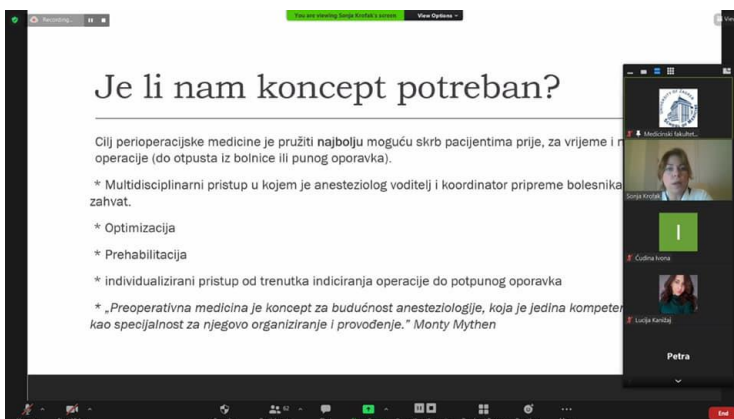 Recording...
You are viewing Sonja Krofak's screen
View Options
View
Je li nam koncept potreban?
Cilj perioperacijske medicine je pružiti najbolju moguću skrb pacijentima prije, za vrijeme i
operacije (do otpusta iz bolnice ili punog oporavka).
* Multidisciplinarni pristup u kojem je anesteziolog voditelj i koordinator pripreme bolesnika
zahvat.
* Optimizacija
* Prehabilitacija
* individualizirani pristup od trenutka indiciranja operacije do potpunog oporavka
* „Preoperativna medicina je koncept za budućnost anesteziologije, koja je jedina kompeten
kao specijalnost za njegovo organiziranje i provođenje.” Monty Mythen
Medicinski fakultet...
Sonja Krofak
I
Ćudina Ivona
Lucija Kanižaj
Petra
62
End